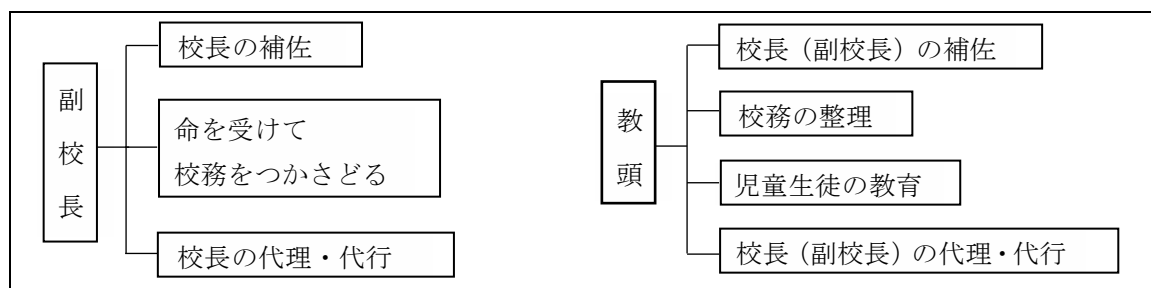 副校長
校長の補佐
命を受けて
校務をつかさどる
校長の代理・代行
教頭
校長（副校長）の補佐
校務の整理
児童生徒の教育
校長（副校長）の代理・代行